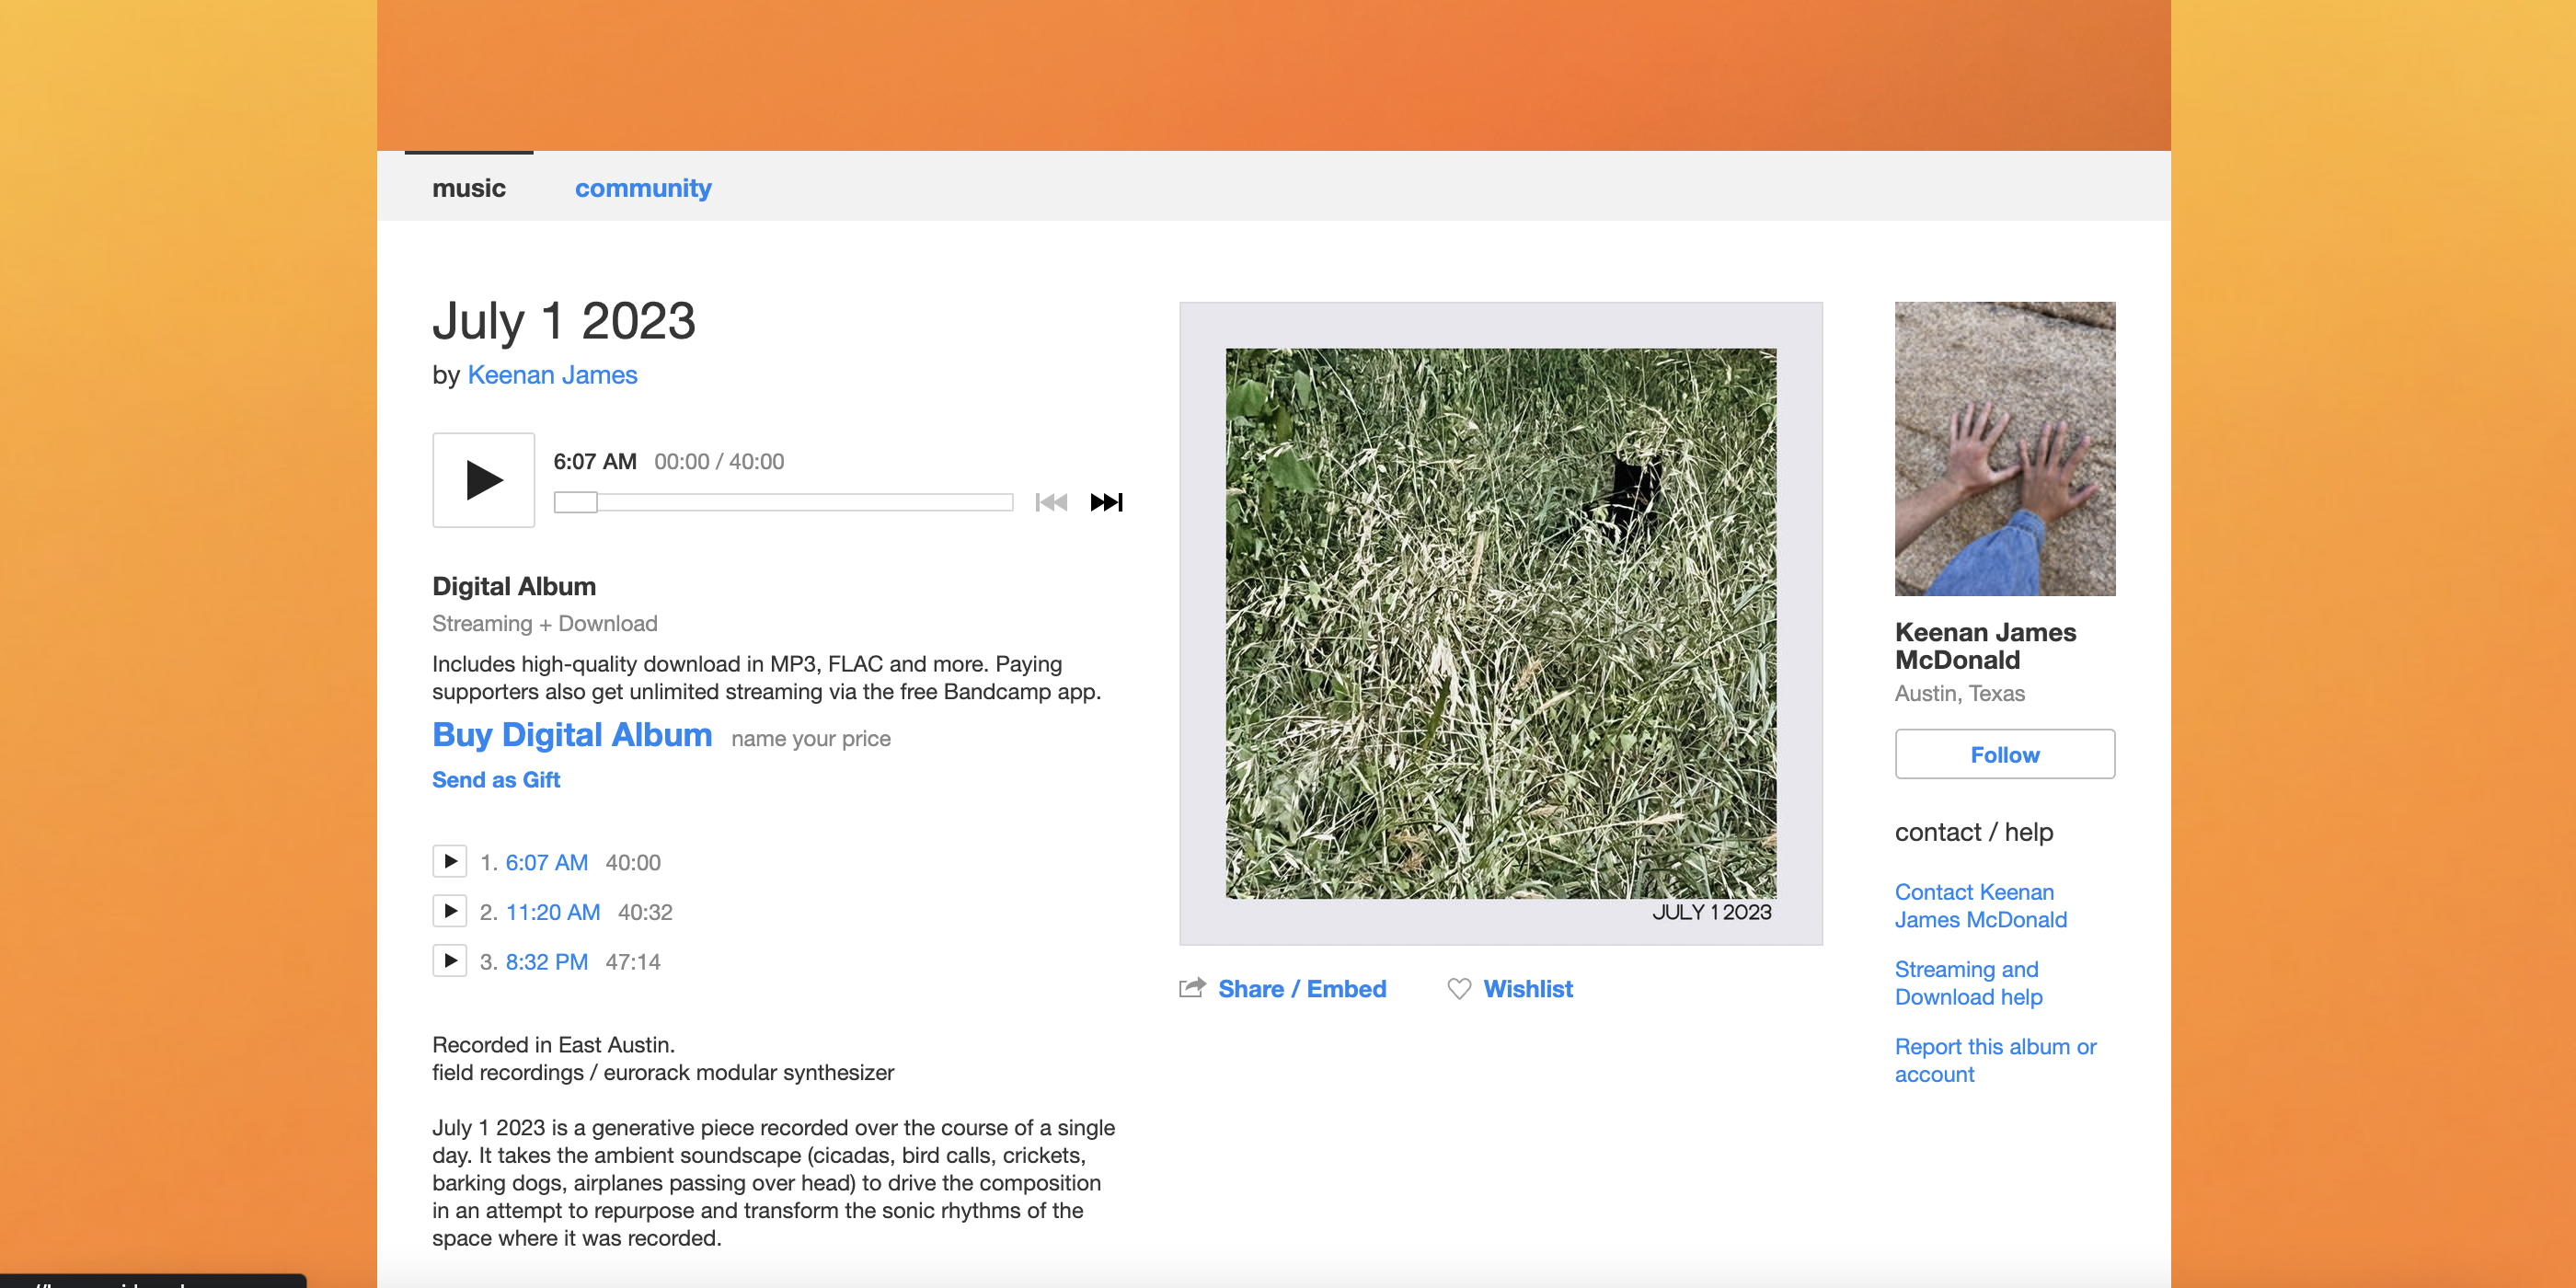 music community
July 1 2023
by Keenan James
6:07 AM 00:00 / 40:00
Digital Album
Streaming + Download
Includes high-quality download in MP3, FLAC and more. Paying
supporters also get unlimited streaming via the free Bandcamp app.
Buy Digital Album name your price
Send as Gift
1. 6:07 AM 40:00
2. 11:20 AM 40:32
3. 8:32 PM 47:14
Recorded in East Austin.
field recordings / eurorack modular synthesizer
July 1 2023 is a generative piece recorded over the course of a single
day. It takes the ambient soundscape (cicadas, bird calls, crickets,
barking dogs, airplanes passing over head) to drive the composition
in an attempt to repurpose and transform the sonic rhythms of the
space where it was recorded.
JULY 1 2023
Share / Embed Wishlist
Keenan James
McDonald
Austin, Texas
Follow
contact / help
Contact Keenan
James McDonald
Streaming and
Download help
Report this album or
account